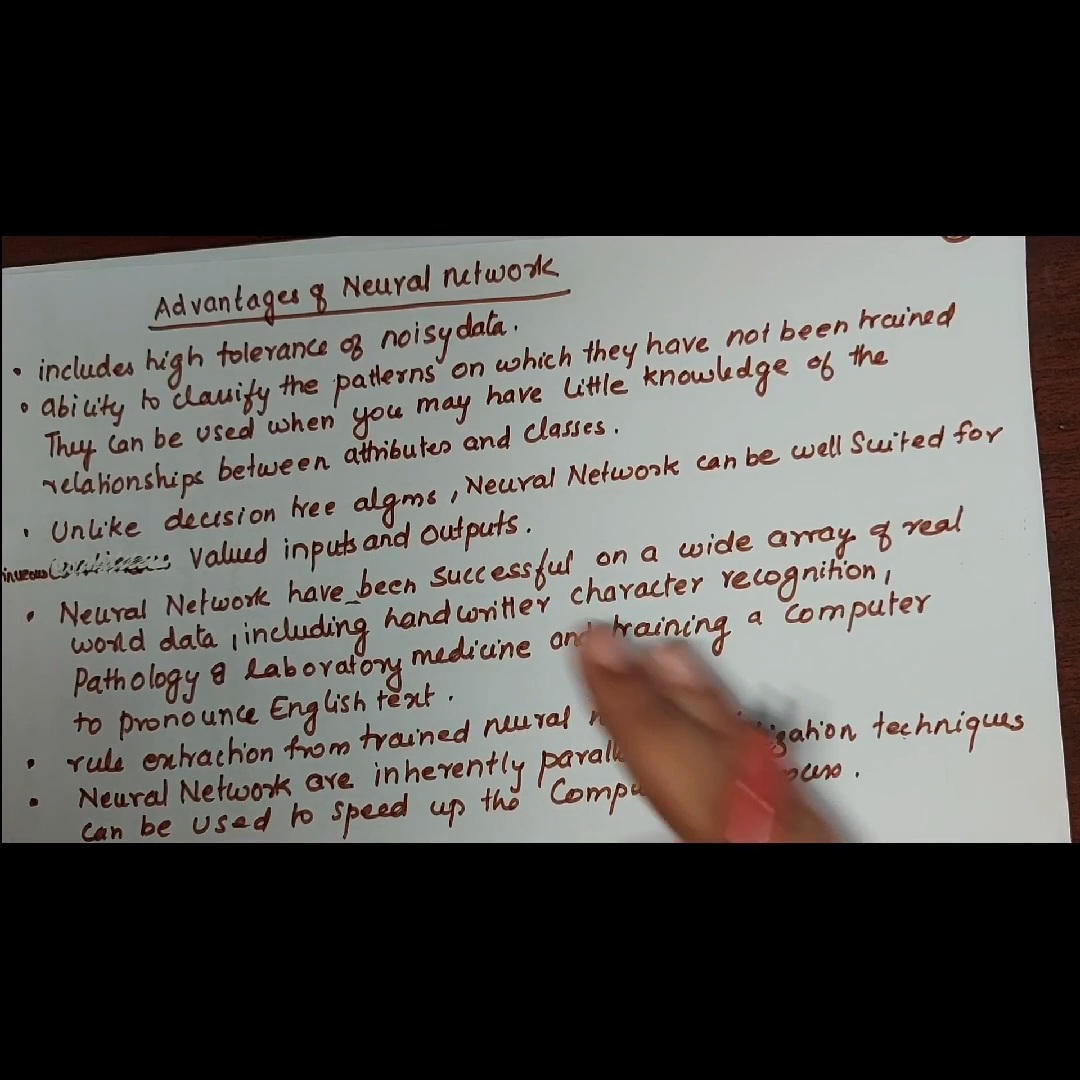 Advantages of Neural network
• includes high tolerance of noisy data.
• ability to classify the patterns on which they have not been trained
They can be used when you may have little knowledge of the
relationships between attributes and classes.
• Unlike decision tree algms, Neural Network can be well suited for
valued inputs and outputs.
• Neural Network have been successful on a wide array of real
world data, including handwritter character recognition,
Pathology & laboratory medicine and training a computer
to pronounce English text.
• rule extraction from trained neural
• Neural Network are inherently techniques
can be used to speed up the